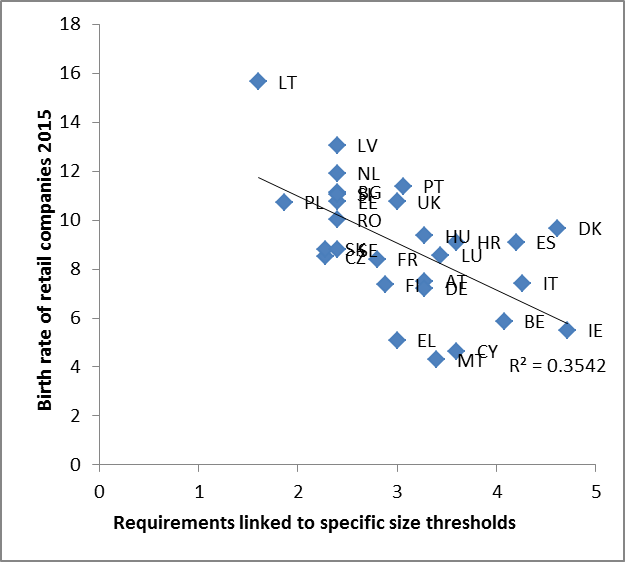 18
16
14
12
10
8
6
4
2
0
Birth rate of retail companies 2015
LT
LV
NL
PT
BG
EE
UK
PL
RO
DK
HU
HR
ES
SK
SE
CZ
FR
LU
FI
AT
DE
IT
BE
IE
EL
CY
MT
R² = 0.3542
0 1 2 3 4 5
Requirements linked to specific size thresholds